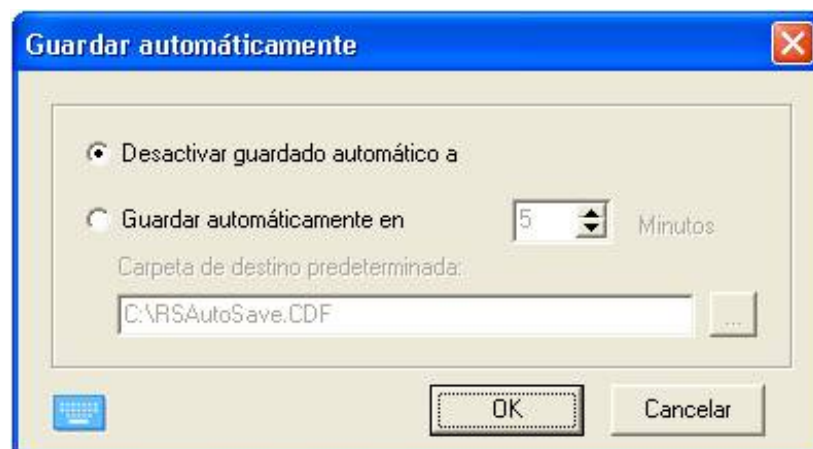 Guardar automáticamente
Desactivar guardado automático a
Guardar automáticamente en 5 Minutos
Carpeta de destino predeterminada:
C:\RSAutoSave.CDF ...
OK Cancelar